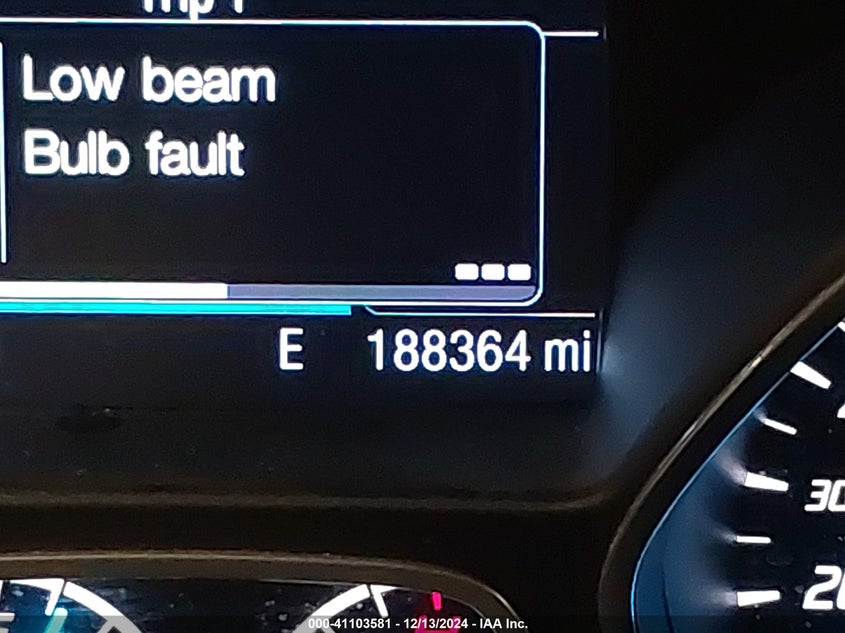 Low beam
Bulb fault
E 188364 mi
30
20
000-41103581 - 12/13/2024 - IAA Inc.